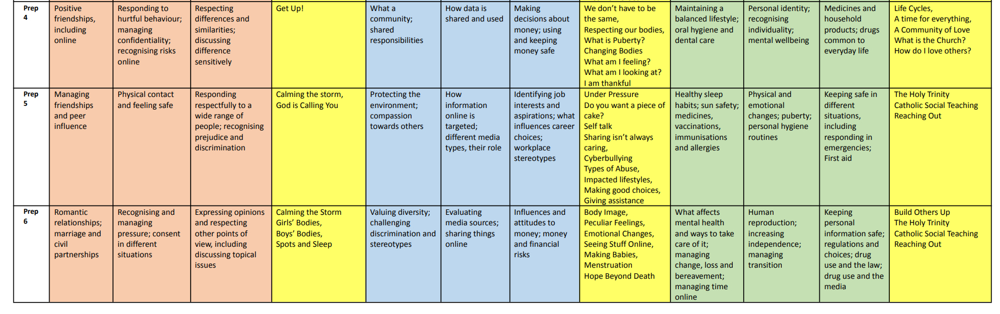 Prep
4
Positive
friendships,
including
online
Responding to
hurtful behaviour;
managing
confidentiality;
recognising risks
online
Respecting
differences and
similarities;
discussing
difference
sensitively
Get Up!
What a
community;
shared
responsibilities
How data is
shared and used
Making
decisions about
money; using
and keeping
money safe
We don’t have to be
the same,
Respecting our bodies,
What is Puberty?
Changing Bodies
What am I feeling?
What am I looking at?
I am thankful
Maintaining a
balanced lifestyle;
oral hygiene and
dental care
Personal identity;
recognising
individuality;
mental wellbeing
Medicines and
household
products; drugs
common to
everyday life
Life Cycles,
A time for everything,
A Community of Love
What is the Church?
How do I love others?
Prep
5
Managing
friendships
and peer
influence
Physical contact
and feeling safe
Responding
respectfully to a
wide range of
people; recognising
prejudice and
discrimination
Calming the storm,
God is Calling You
Protecting the
environment;
compassion
towards others
How
information
online is
targeted;
different media
types, their role
Identifying job
interests and
aspirations; what
influences career
choices;
workplace
stereotypes
Under Pressure
Do you want a piece of
cake?
Self talk
Sharing isn’t always
caring,
Cyberbullying
Types of Abuse,
Impacted lifestyles,
Making good choices,
Giving assistance
Healthy sleep
habits; sun safety;
medicines,
vaccinations,
immunisations
and allergies
Physical and
emotional
changes; puberty;
personal hygiene
routines
Keeping safe in
different
situations,
including
responding in
emergencies;
First aid
The Holy Trinity
Catholic Social Teaching
Reaching Out
Prep
6
Romantic
relationships;
marriage and
civil
partnerships
Recognising and
managing
pressure; consent
in different
situations
Expressing opinions
and respecting
other points of
view, including
discussing topical
issues
Calming the Storm
Girls’ Bodies,
Boys’ Bodies,
Spots and Sleep
Valuing diversity;
challenging
discrimination and
stereotypes
Evaluating
media sources;
sharing things
online
Influences and
attitudes to
money; money
and financial
risks
Body Image,
Peculiar Feelings,
Emotional Changes,
Seeing Stuff Online,
Making Babies,
Menstruation
Hope Beyond Death
What affects
mental health
and ways to take
care of it;
managing
change, loss and
bereavement;
managing time
online
Human
reproduction;
increasing
independence;
managing
transition
Keeping
personal
information safe;
regulations and
choices; drug
use and the law;
drug use and the
media
Build Others Up
The Holy Trinity
Catholic Social Teaching
Reaching Out